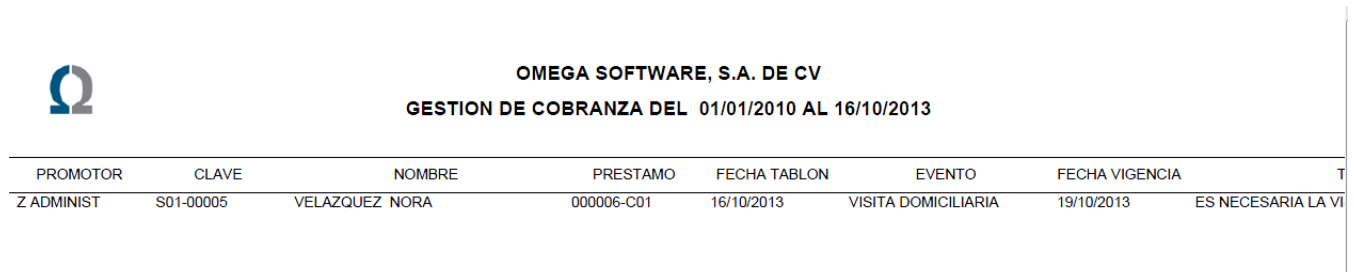 OMEGA SOFTWARE, S.A. DE CV
GESTION DE COBRANZA DEL 01/01/2010 AL 16/10/2013
PROMOTOR CLAVE NOMBRE PRESTAMO FECHA TABLON EVENTO FECHA VIGENCIA T
Z ADMINIST S01-00005 VELAZQUEZ NORA 000006-C01 16/10/2013 VISITA DOMICILIARIA 19/10/2013 ES NECESARIA LA VI